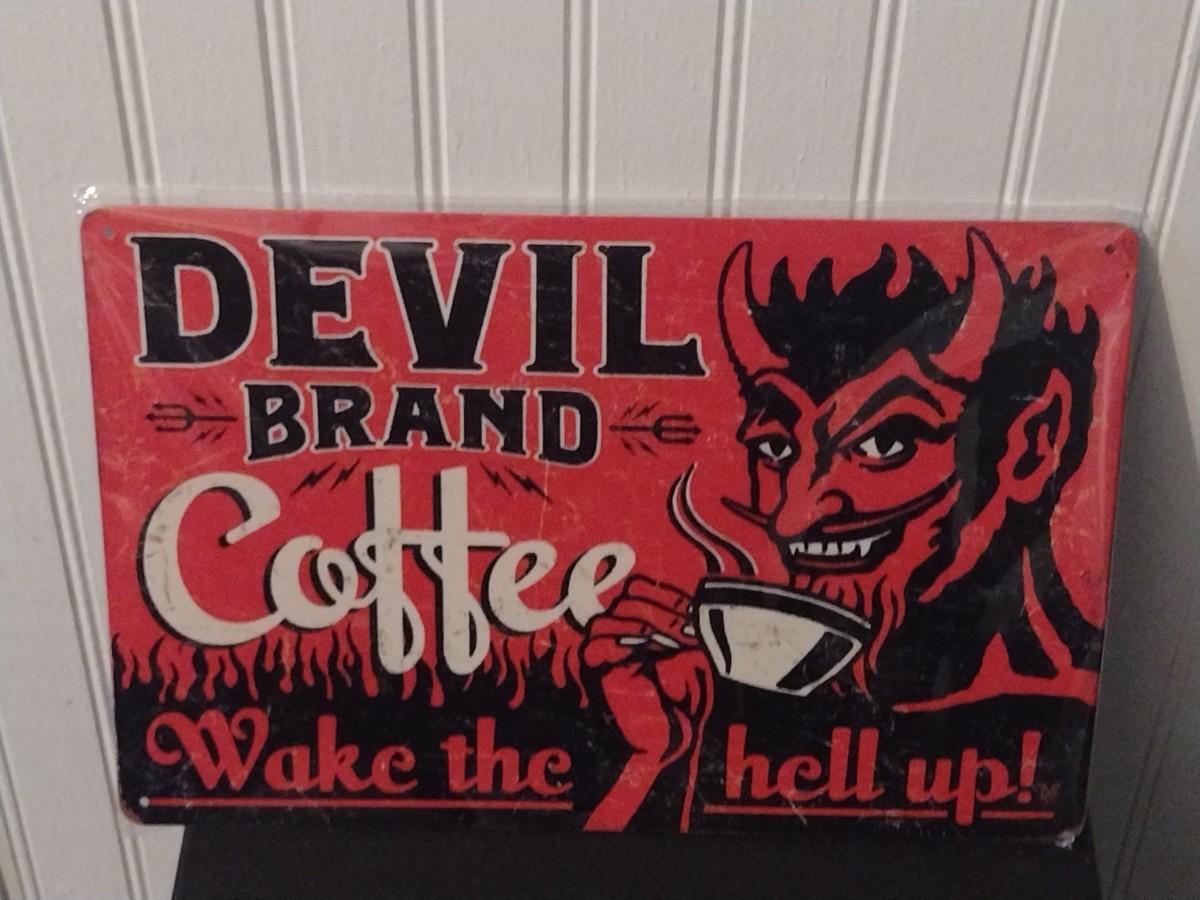 DEVIL
BRAND
Coffee
Wake the hell up!